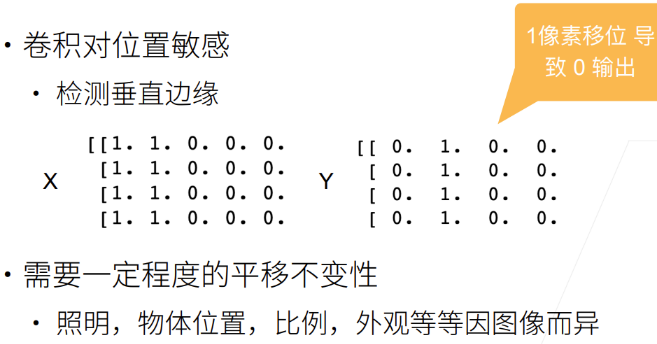 1像素移位 导
致 0 输出
• 卷积对位置敏感
• 检测垂直边缘
X
[[1. 1. 0. 0. 0.
[1. 1. 0. 0. 0.
[1. 1. 0. 0. 0.
[1. 1. 0. 0. 0.
Y
[[ 0. 1. 0. 0.
[ 0. 1. 0. 0.
[ 0. 1. 0. 0.
[ 0. 1. 0. 0.
• 需要一定程度的平移不变性
• 照明，物体位置，比例，外观等等因图像而异